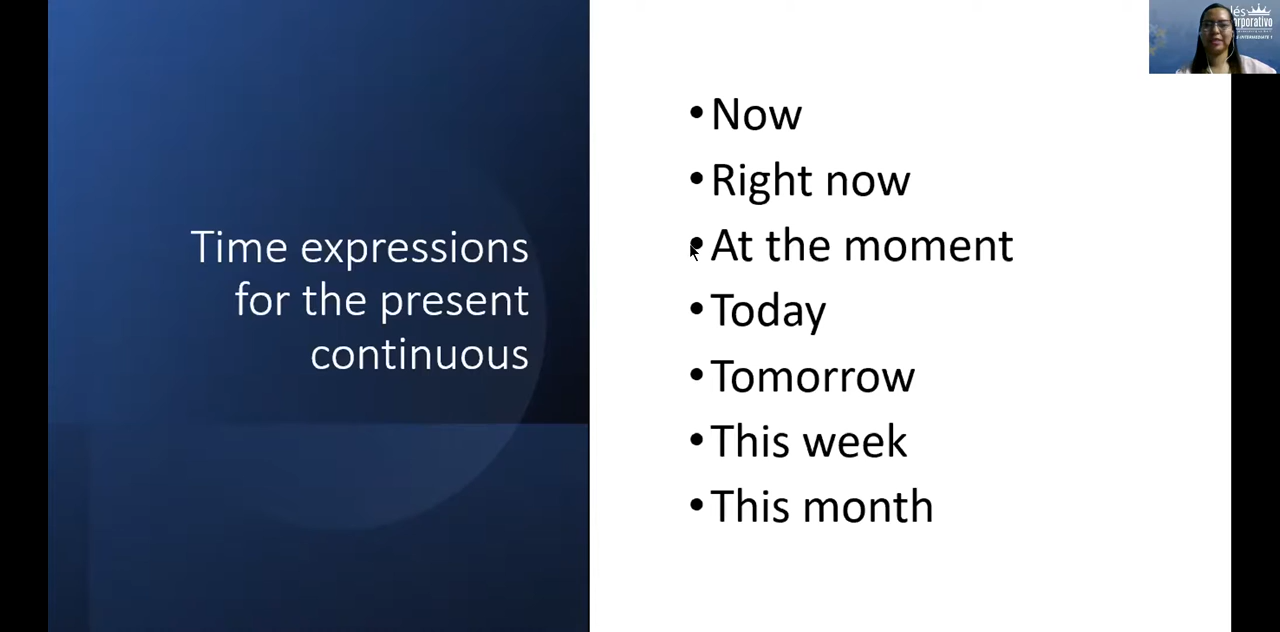 Time expressions
for the present
continuous
• Now
• Right now
• At the moment
• Today
• Tomorrow
• This week
• This month